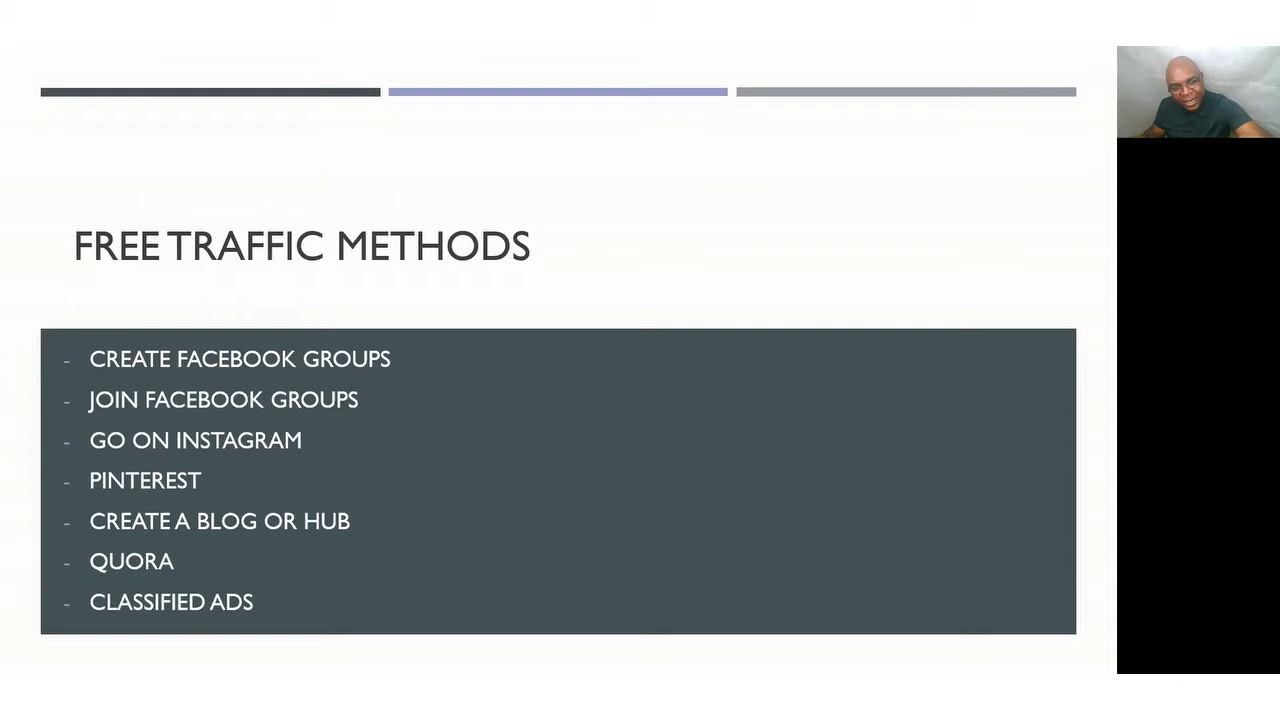 FREE TRAFFIC METHODS
- CREATE FACEBOOK GROUPS
- JOIN FACEBOOK GROUPS
- GO ON INSTAGRAM
- PINTEREST
- CREATE A BLOG OR HUB
- QUORA
- CLASSIFIED ADS